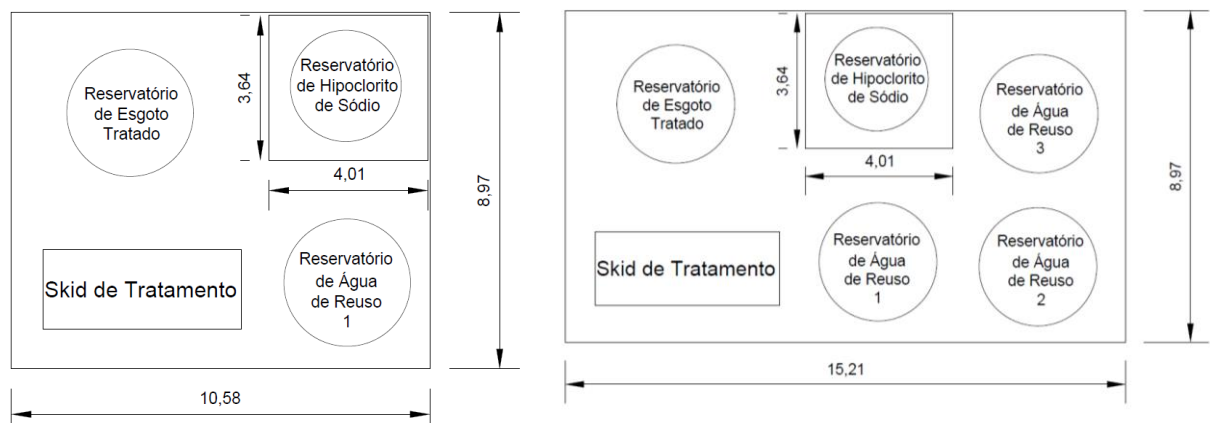 Reservatório
de Esgoto
Tratado
3,64
Reservatório
de Hipoclorito
de Sódio
4,01
8,97
Skid de Tratamento
Reservatório
de Água
de Reuso
1
10,58
Reservatório
de Esgoto
Tratado
3,64
Reservatório
de Hipoclorito
de Sódio
4,01
Reservatório
de Água
de Reuso
3
8,97
Skid de Tratamento
Reservatório
de Água
de Reuso
1
Reservatório
de Água
de Reuso
2
15,21